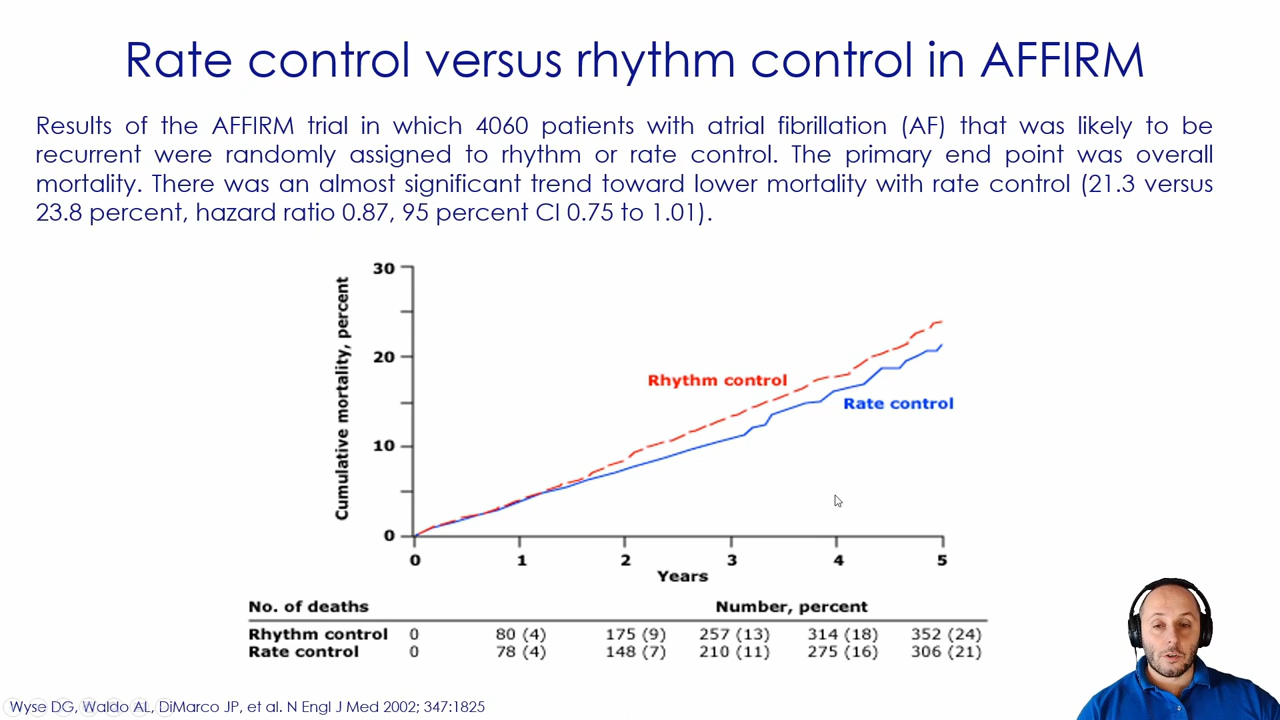 Rate control versus rhythm control in AFFIRM
Results of the AFFIRM trial in which 4060 patients with atrial fibrillation (AF) that was likely to be
recurrent were randomly assigned to rhythm or rate control. The primary end point was overall
mortality. There was an almost significant trend toward lower mortality with rate control (21.3 versus
23.8 percent, hazard ratio 0.87, 95 percent CI 0.75 to 1.01).
Cumulative mortality, percent
30
20
10
0
Rhythm control
Rate control
0 1 2 3 4 5
Years
No. of deaths Number, percent
Rhythm control 0 80 (4) 175 (9) 257 (13) 314 (18) 352 (24)
Rate control 0 78 (4) 148 (7) 210 (11) 275 (16) 306 (21)
Wyse DG, Waldo AL, DiMarco JP, et al. N Engl J Med 2002; 347:1825